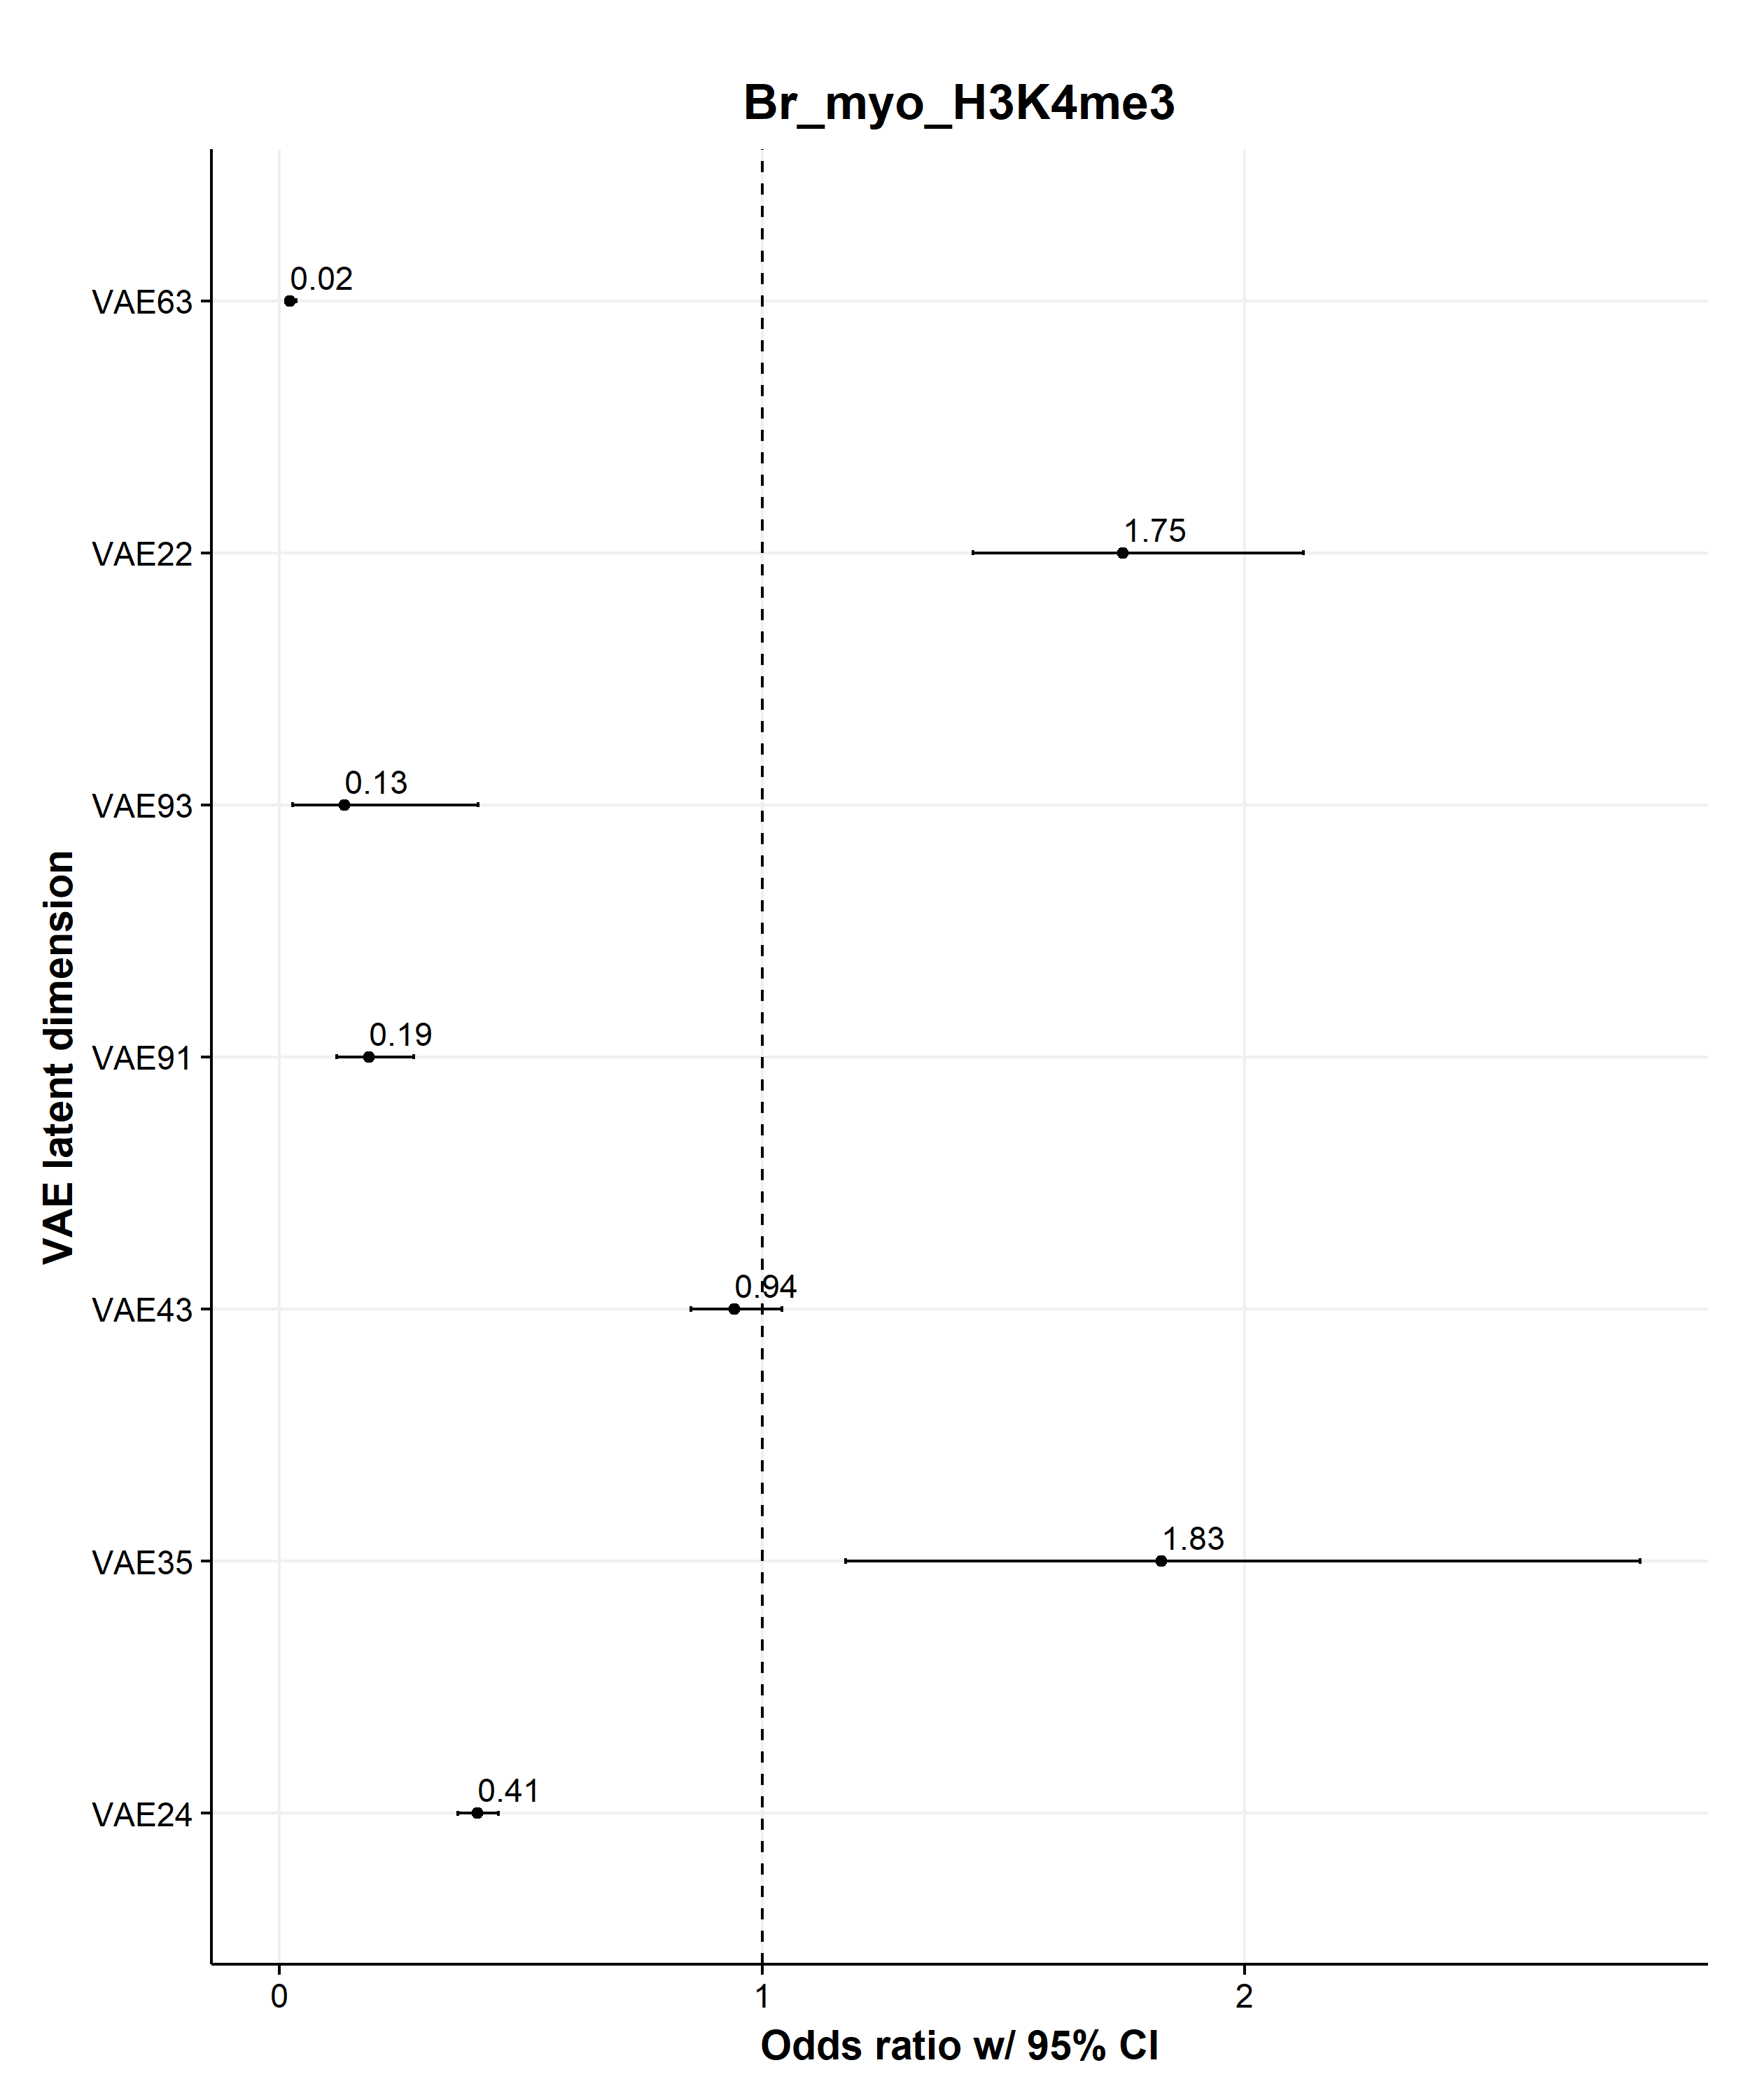 Br_myo_H3K4me3
VAE latent dimension
VAE63
0.02
VAE22
1.75
VAE93
0.13
VAE91
0.19
VAE43
0.94
VAE35
1.83
VAE24
0.41
0
1
2
Odds ratio w/ 95% CI